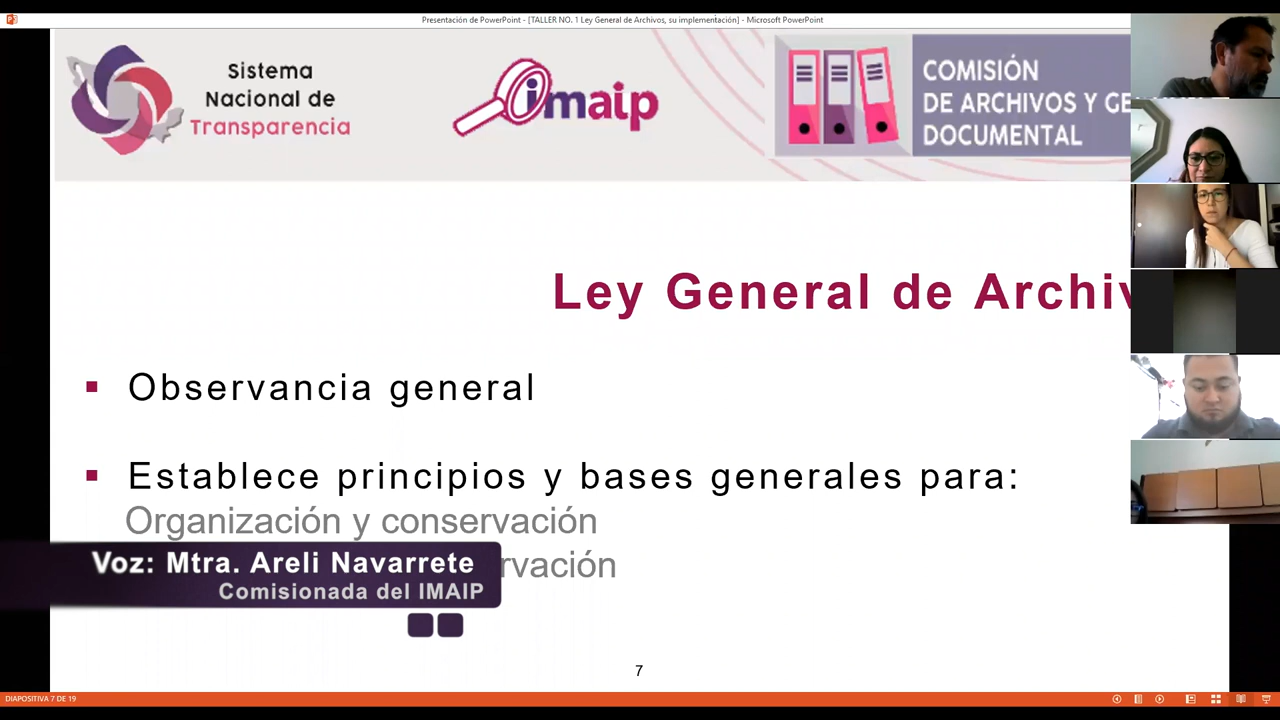 Presentación de PowerPoint - [TALLER NO. 1 Ley General de Archivos, su implementación] - Microsoft PowerPoint
Sistema
Nacional de
Transparencia
imaip
COMISIÓN
DE ARCHIVOS Y GE
DOCUMENTAL
Ley General de Archiv
Observancia general
Establece principios y bases generales para:
Organización y conservación
rvación
Voz: Mtra. Areli Navarrete
Comisionada del IMAIP
7
DIAPOSITIVA 7 DE 19